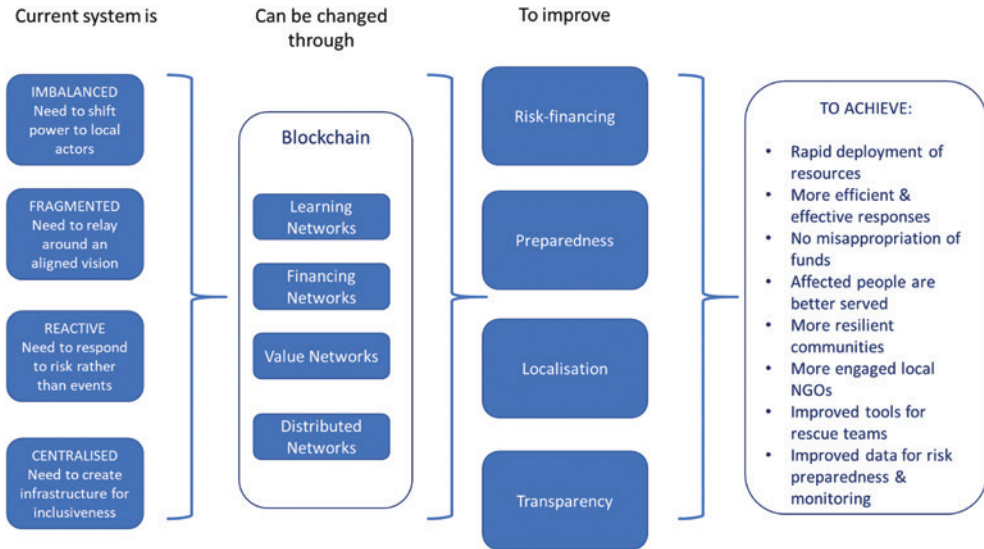 Current system is
Can be changed
through
To improve
IMBALANCED
Need to shift
power to local
actors
FRAGMENTED
Need to relay
around an
aligned vision
REACTIVE
Need to respond
to risk rather
than events
CENTRALISED
Need to create
infrastructure for
inclusiveness
Blockchain
Learning
Networks
Financing
Networks
Value Networks
Distributed
Networks
Risk-financing
Preparedness
Localisation
Transparency
TO ACHIEVE:
• Rapid deployment of
resources
• More efficient &
effective responses
• No misappropriation of
funds
• Affected people are
better served
• More resilient
communities
• More engaged local
NGOs
• Improved tools for
rescue teams
• Improved data for risk
preparedness &
monitoring